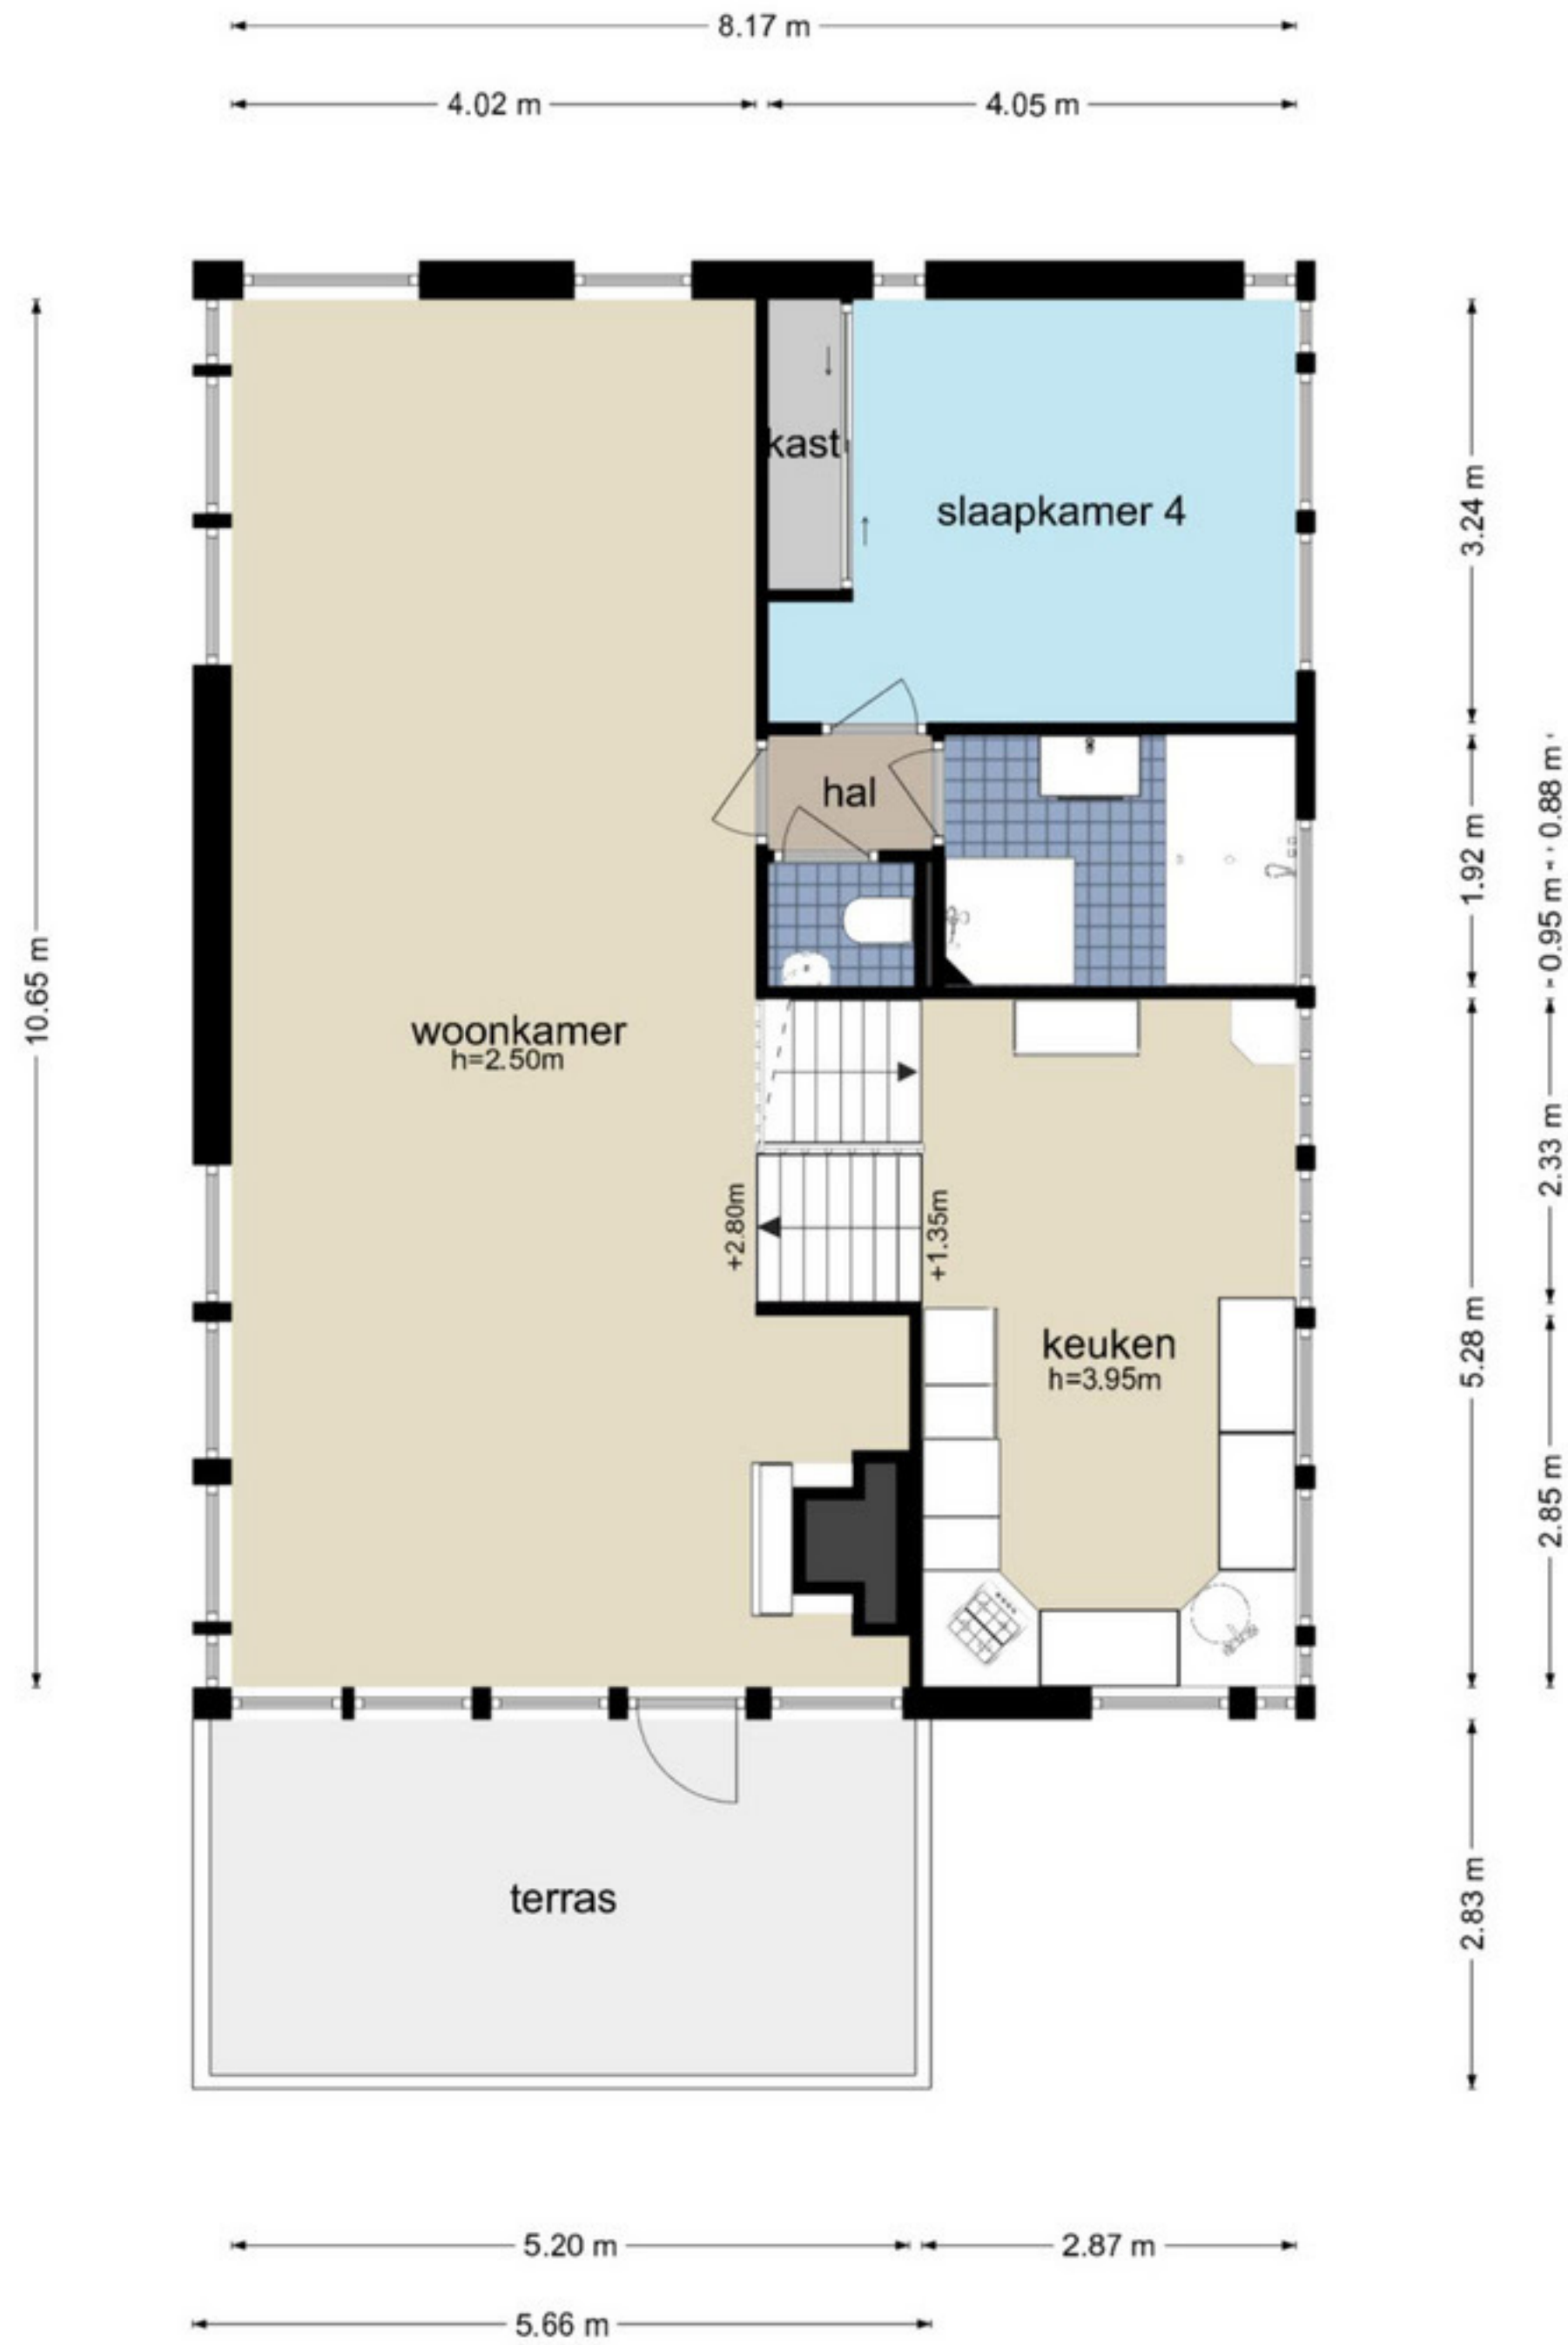 8.17 m
4.02 m
4.05 m
kast
slaapkamer 4
3.24 m
hal
1.92 m
0.88 m
0.95 m
10.65 m
woonkamer
h=2.50m
2.33 m
+2.80m
+1.35m
keuken
h=3.95m
5.28 m
2.85 m
terras
2.83 m
5.20 m
2.87 m
5.66 m